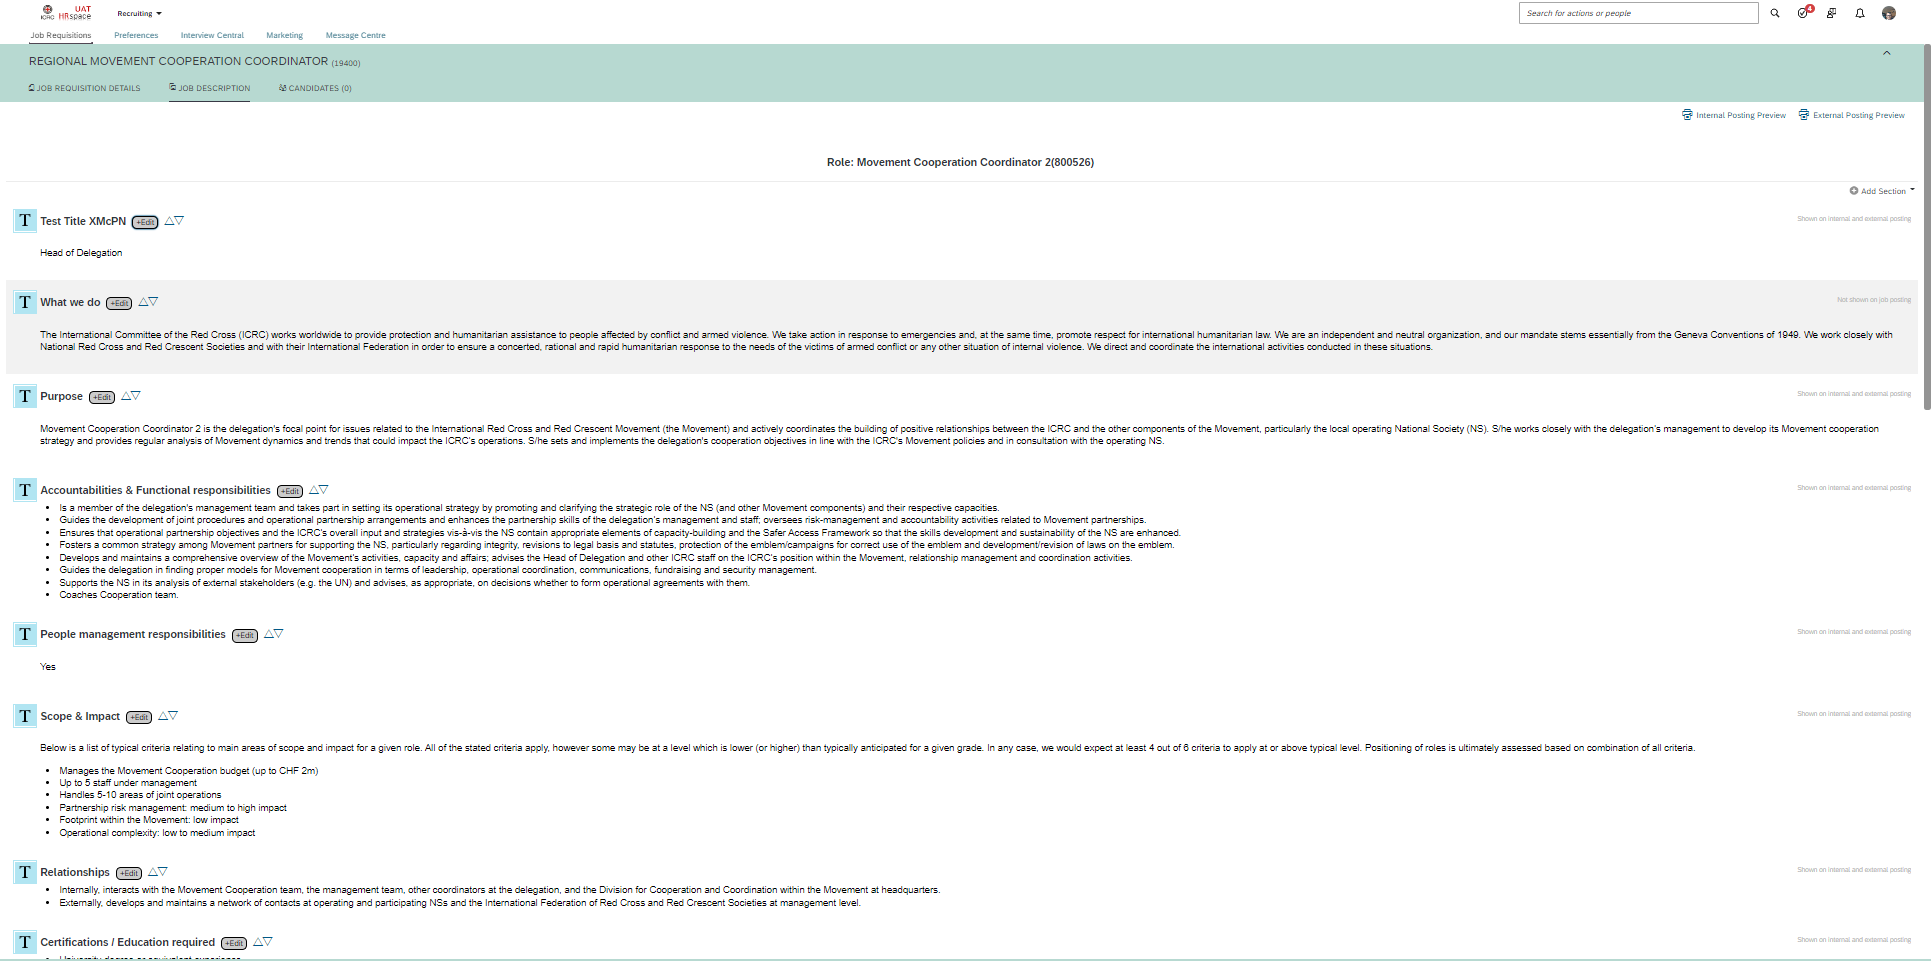 ICRC UAT HRspace Recruiting Search for actions or people 4
Job Requisitions Preferences Interview Central Marketing Message Centre
REGIONAL MOVEMENT COOPERATION COORDINATOR (19400)
JOB REQUISITION DETAILS JOB DESCRIPTION CANDIDATES (0)
Internal Posting Preview External Posting Preview
Role: Movement Cooperation Coordinator 2(800526)
Add Section
T Test Title XMcPN +Edit Shown on internal and external posting
Head of Delegation
T What we do +Edit Not shown on job posting
The International Committee of the Red Cross (ICRC) works worldwide to provide protection and humanitarian assistance to people affected by conflict and armed violence. We take action in response to emergencies and, at the same time, promote respect for international humanitarian law. We are an independent and neutral organization, and our mandate stems essentially from the Geneva Conventions of 1949. We work closely with
National Red Cross and Red Crescent Societies and with their International Federation in order to ensure a concerted, rational and rapid humanitarian response to the needs of the victims of armed conflict or any other situation of internal violence. We direct and coordinate the international activities conducted in these situations.
T Purpose +Edit Shown on internal and external posting
Movement Cooperation Coordinator 2 is the delegation's focal point for issues related to the International Red Cross and Red Crescent Movement (the Movement) and actively coordinates the building of positive relationships between the ICRC and the other components of the Movement, particularly the local operating National Society (NS). S/he works closely with the delegation's management to develop its Movement cooperation
strategy and provides regular analysis of Movement dynamics and trends that could impact the ICRC's operations. S/he sets and implements the delegation's cooperation objectives in line with the ICRC's Movement policies and in consultation with the operating NS.
T Accountabilities & Functional responsibilities +Edit Shown on internal and external posting
• Is a member of the delegation's management team and takes part in setting its operational strategy by promoting and clarifying the strategic role of the NS (and other Movement components) and their respective capacities.
• Guides the development of joint procedures and operational partnership arrangements and enhances the partnership skills of the delegation's management and staff; oversees risk-management and accountability activities related to Movement partnerships.
• Ensures that operational partnership objectives and the ICRC's overall input and strategies vis-à-vis the NS contain appropriate elements of capacity-building and the Safer Access Framework so that the skills development and sustainability of the NS are enhanced.
• Fosters a common strategy among Movement partners for supporting the NS, particularly regarding integrity, revisions to legal basis and statutes, protection of the emblem/campaigns for correct use of the emblem and development/revision of laws on the emblem.
• Develops and maintains a comprehensive overview of the Movement's activities, capacity and affairs; advises the Head of Delegation and other ICRC staff on the ICRC's position within the Movement, relationship management and coordination activities.
• Guides the delegation in finding proper models for Movement cooperation in terms of leadership, operational coordination, communications, fundraising and security management.
• Supports the NS in its analysis of external stakeholders (e.g. the UN) and advises, as appropriate, on decisions whether to form operational agreements with them.
• Coaches Cooperation team.
T People management responsibilities +Edit Shown on internal and external posting
Yes
T Scope & Impact +Edit Shown on internal and external posting
Below is a list of typical criteria relating to main areas of scope and impact for a given role. All of the stated criteria apply, however some may be at a level which is lower (or higher) than typically anticipated for a given grade. In any case, we would expect at least 4 out of 6 criteria to apply at or above typical level. Positioning of roles is ultimately assessed based on combination of all criteria.
• Manages the Movement Cooperation budget (up to CHF 2m)
• Up to 5 staff under management
• Handles 5-10 areas of joint operations
• Partnership risk management: medium to high impact
• Footprint within the Movement: low impact
• Operational complexity: low to medium impact
T Relationships +Edit Shown on internal and external posting
• Internally, interacts with the Movement Cooperation team, the management team, other coordinators at the delegation, and the Division for Cooperation and Coordination within the Movement at headquarters.
• Externally, develops and maintains a network of contacts at operating and participating NSs and the International Federation of Red Cross and Red Crescent Societies at management level.
T Certifications / Education required +Edit Shown on internal and external posting
• University degree or equivalent experience